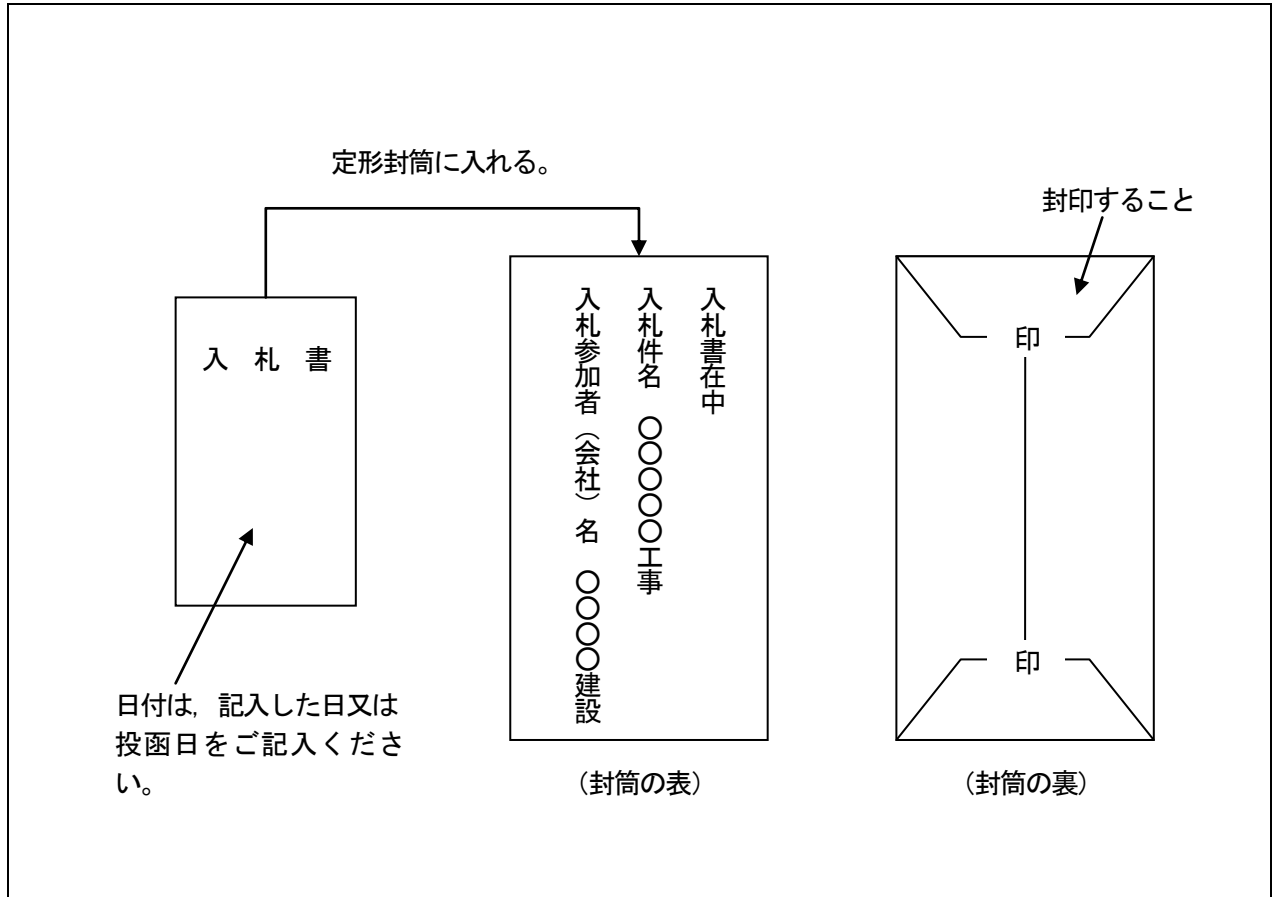 定形封筒に入れる。
封印すること
入 札 書
入札書在中
入札件名　〇〇〇〇〇工事
入札参加者（会社）名　〇〇〇〇建設
印
印
日付は，記入した日又は
投函日をご記入くださ
い。
（封筒の表）
（封筒の裏）